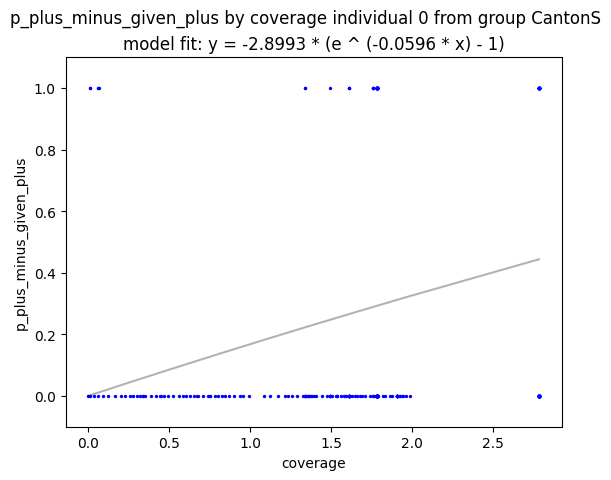 p_plus_minus_given_plus by coverage individual 0 from group CantonS
model fit: y = -2.8993 * (e ^ (-0.0596 * x) - 1)
1.0
0.8
0.6
0.4
0.2
0.0
p_plus_minus_given_plus
0.0 0.5 1.0 1.5 2.0 2.5
coverage